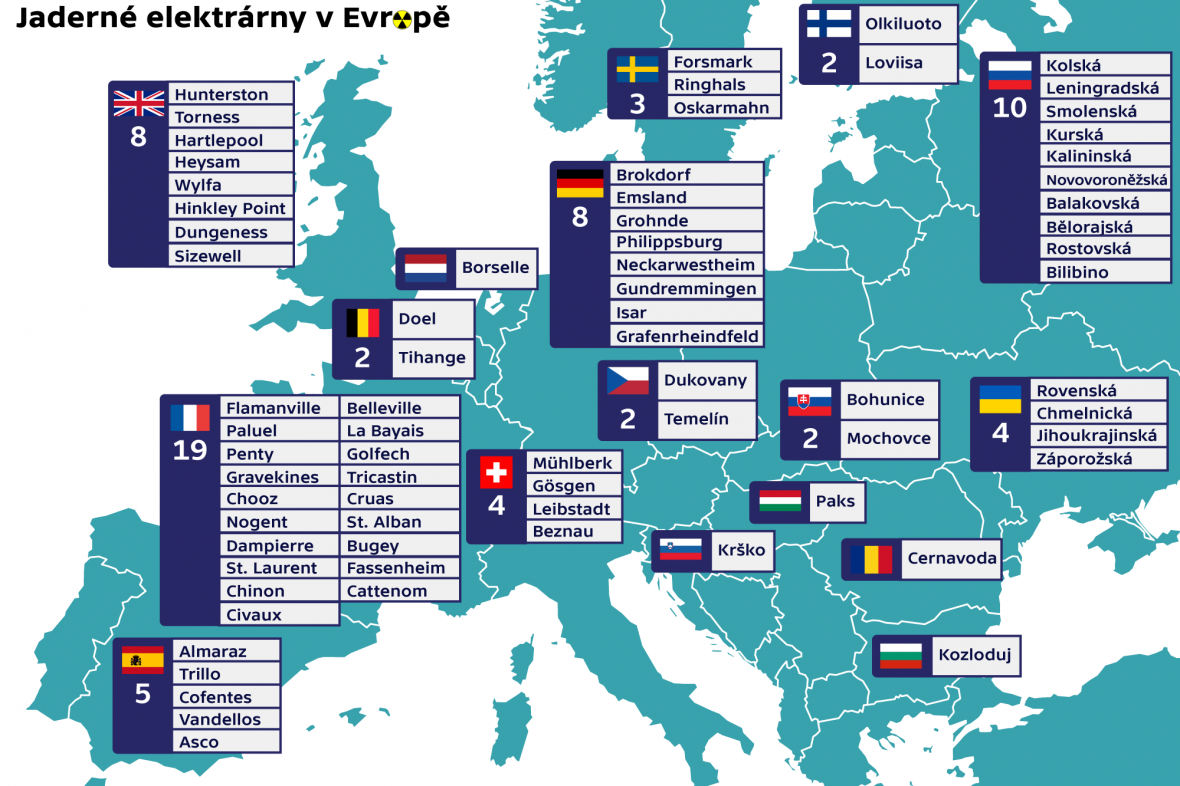 Jaderné elektrárny v Evropě
8
Hunterston
Torness
Hartlepool
Heysam
Wylfa
Hinkley Point
Dungeness
Sizewell
3
Forsmark
Ringhals
Oskarmahn
2
Olkiluoto
Loviisa
10
Kolská
Leningradská
Smolenská
Kurská
Kalininská
Novovoroněžská
Balakovská
Bělorajská
Rostovská
Bilibino
8
Brokdorf
Emsland
Grohnde
Philippsburg
Neckarwestheim
Gundremmingen
Isar
Grafenrheindfeld
Borselle
2
Doel
Tihange
2
Dukovany
Temelín
2
Bohunice
Mochovce
4
Rovenská
Chmelnická
Jihoukrajinská
Záporožská
19
Flamanville Belleville
Paluel La Bayais
Penty Golfech
Gravekines Tricastin
Chooz Cruas
Nogent St. Alban
Dampierre Bugey
St. Laurent Fassenheim
Chinon Cattenom
Civaux
4
Mühlberk
Gösgen
Leibstadt
Beznau
Paks
Krško
Cernavoda
Kozloduj
5
Almaraz
Trillo
Cofentes
Vandellos
Asco